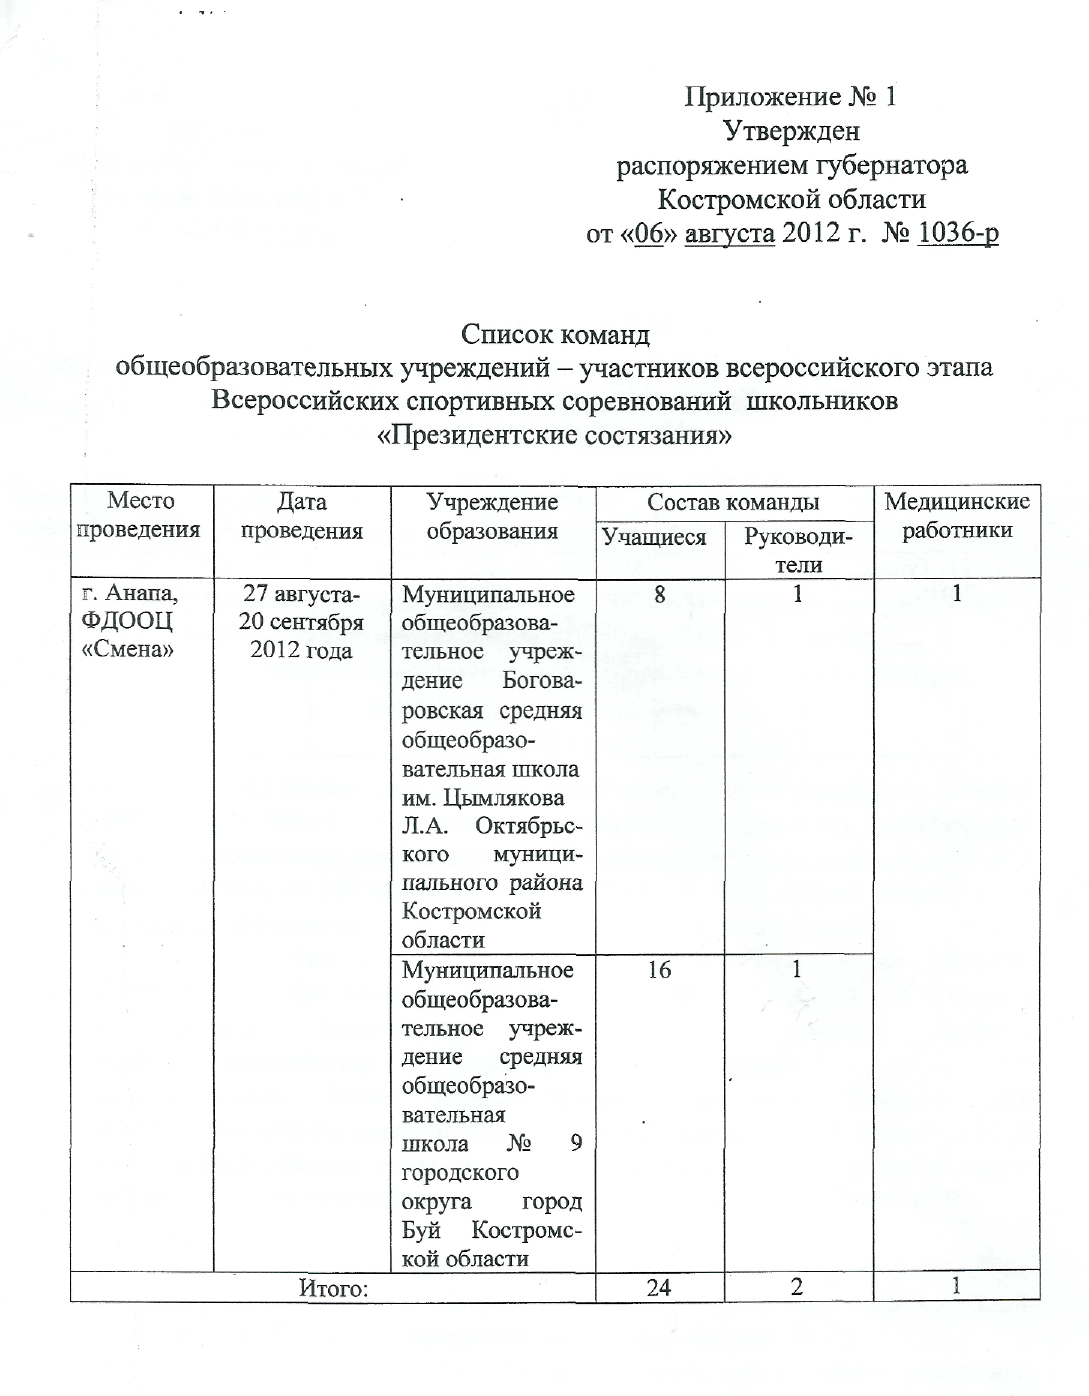 Приложение № 1
Утвержден
распоряжением губернатора
Костромской области
от «06» августа 2012 г. № 1036-р
Список команд
общеобразовательных учреждений – участников всероссийского этапа
Всероссийских спортивных соревнований школьников
«Президентские состязания»
Место проведения
Дата проведения
Учреждение образования
Состав команды
Медицинские работники
Учащиеся
Руководи-
тели
г. Анапа,
ФДООЦ
«Смена»
27 августа-
20 сентября
2012 года
Муниципальное
общеобразова-
тельное учреж-
дение Богова-
ровская средняя
общеобразо-
вательная школа
им. Цымлякова
Л.А. Октябрьс-
кого муници-
пального района
Костромской
области
8
1
1
Муниципальное
общеобразова-
тельное учреж-
дение средняя
общеобразо-
вательная
школа № 9
городского
округа город
Буй Костромс-
кой области
16
1
Итого: 24 2 1